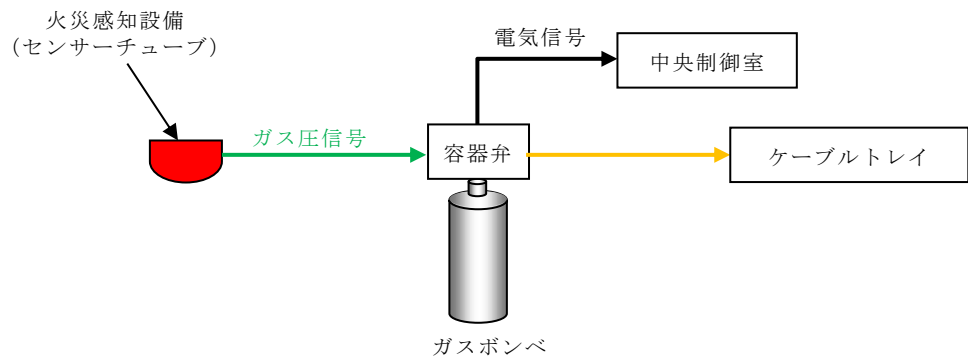 火災感知設備
(センサーチューブ)
電気信号
中央制御室
ガス圧信号
容器弁
ケーブルトレイ
ガスボンベ